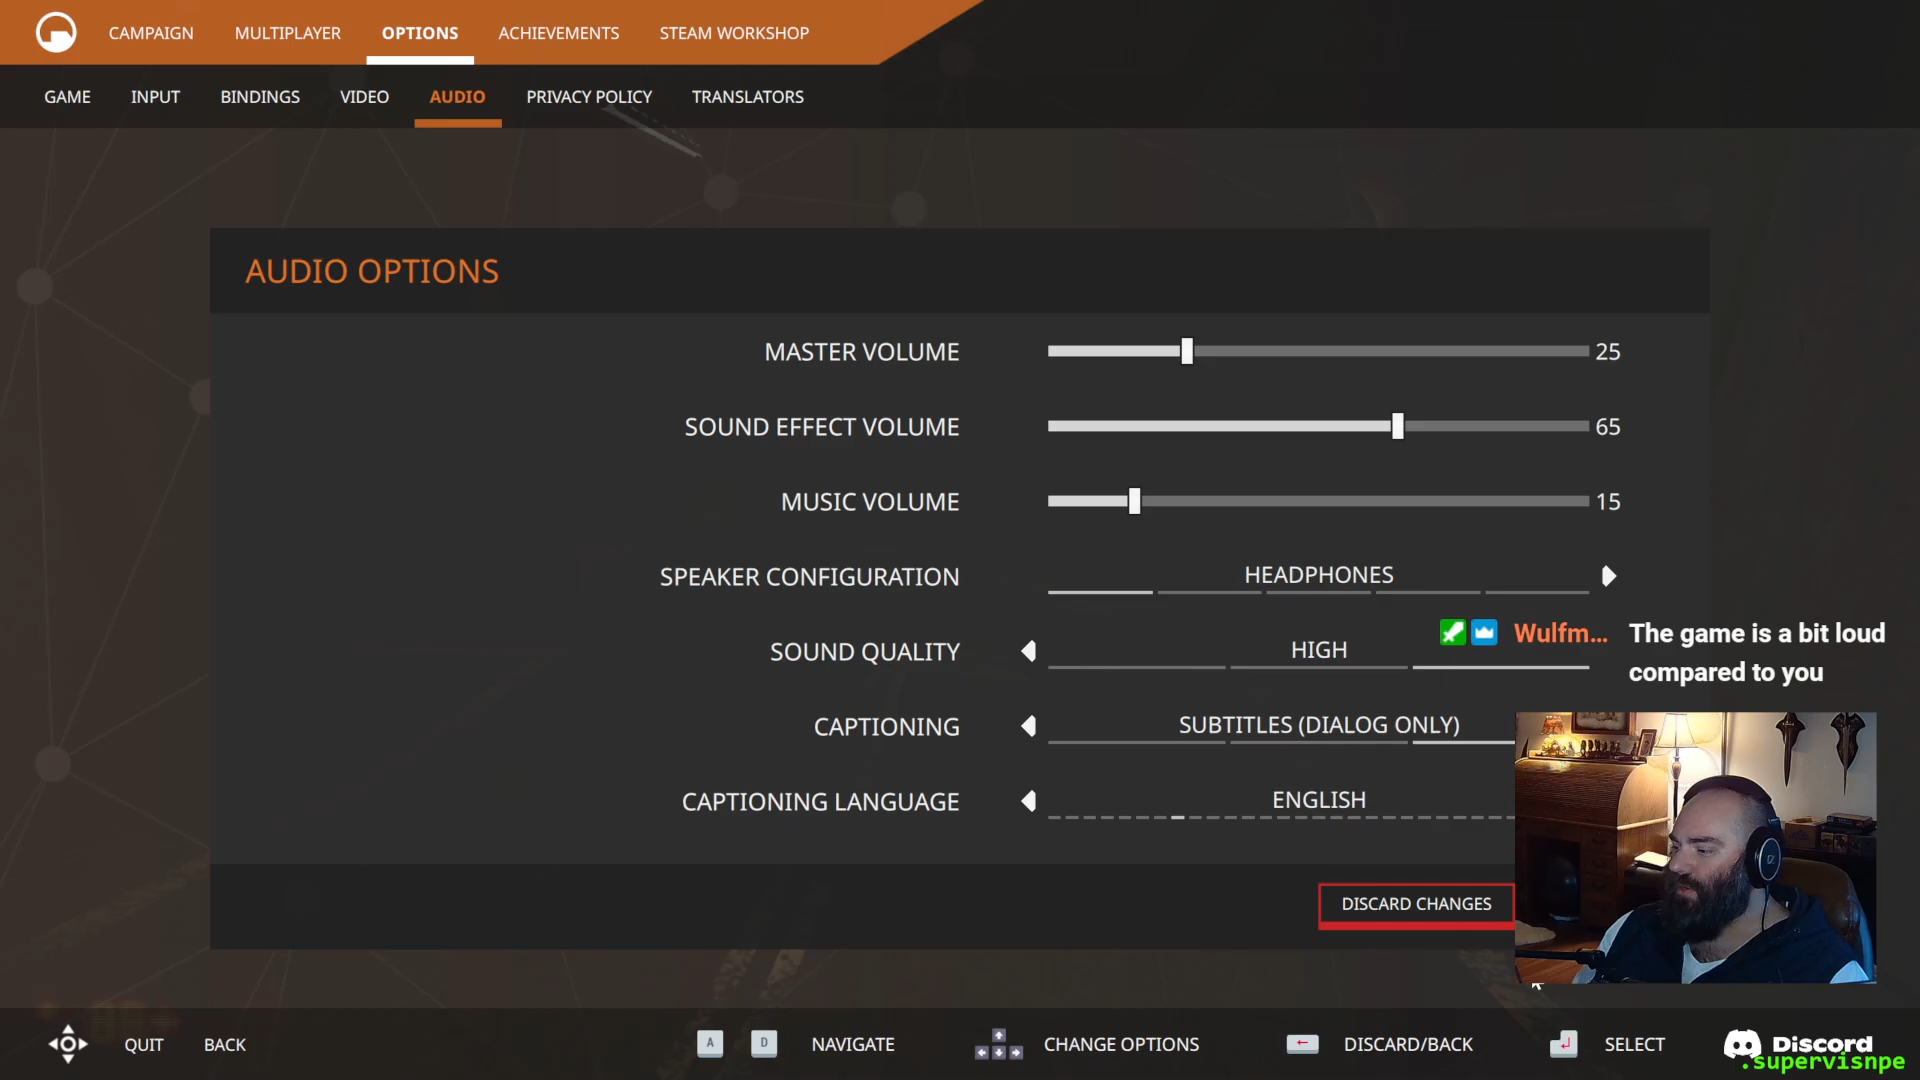 CAMPAIGN MULTIPLAYER OPTIONS ACHIEVEMENTS STEAM WORKSHOP
GAME INPUT BINDINGS VIDEO AUDIO PRIVACY POLICY TRANSLATORS
AUDIO OPTIONS
MASTER VOLUME 25
SOUND EFFECT VOLUME 65
MUSIC VOLUME 15
SPEAKER CONFIGURATION HEADPHONES
SOUND QUALITY HIGH
CAPTIONING SUBTITLES (DIALOG ONLY)
CAPTIONING LANGUAGE ENGLISH
Wulfm... The game is a bit loud
compared to you
DISCARD CHANGES
QUIT BACK A D NAVIGATE CHANGE OPTIONS DISCARD/BACK SELECT Discord
.supervisnpe